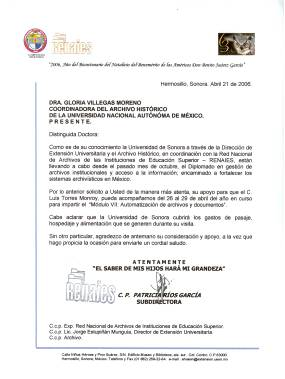 renaies
"2006, Año del Bicentenario del Natalicio del Benemérito de las Américas Don Benito Juárez García"
Hermosillo, Sonora. Abril 21 de 2006.
DRA. GLORIA VILLEGAS MORENO
COORDINADORA DEL ARCHIVO HISTÓRICO
DE LA UNIVERSIDAD NACIONAL AUTÓNOMA DE MÉXICO.
P R E S E N T E.
Distinguida Doctora:
Como es de su conocimiento la Universidad de Sonora a través de la Dirección de
Extensión Universitaria y el Archivo Histórico, en coordinación con la Red Nacional
de Archivos de las Instituciones de Educación Superior – RENAIES, están
llevando a cabo desde el pasado mes de octubre, el Diplomado en gestión de
archivos institucionales y acceso a la información; encaminado a fortalecer los
sistemas archivísticos en México.
Por lo anterior solicito a Usted de la manera más atenta, su apoyo para que el C.
Luis Torres Monroy, pueda acompañarnos del 26 al 29 de abril del año en curso
para impartir el "Módulo VII: Automatización de archivos y documentos".
Cabe aclarar que la Universidad de Sonora cubrirá los gastos de pasaje,
hospedaje y alimentación que se generen durante su visita.
Sin otro particular, agradezco de antemano su consideración y apoyo, a la vez que
hago propicia la ocasión para enviarle un cordial saludo.
A T E N T A M E N T E
"EL SABER DE MIS HIJOS HARÁ MI GRANDEZA"
renaies
C. P. PATRICIA RÍOS GARCÍA
SUBDIRECTORA
C.c.p. Exp. Red Nacional de Archivos de Instituciones de Educación Superior.
C.c.p. Lic. Jorge Estupiñán Munguía, Director de Extensión Universitaria
C.c.p. Archivo.